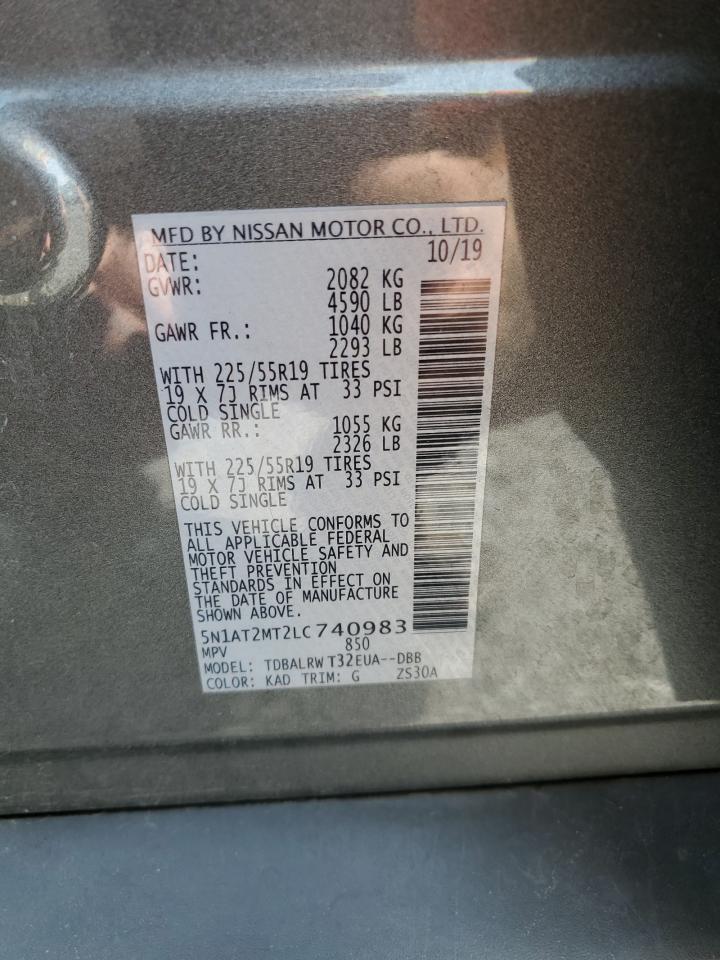 MFD BY NISSAN MOTOR CO., LTD.
DATE: 10/19
GVWR: 2082 KG
4590 LB
GAWR FR.: 1040 KG
2293 LB
WITH 225/55R19 TIRES
19 X 7J RIMS AT 33 PSI
COLD SINGLE
GAWR RR.: 1055 KG
2326 LB
WITH 225/55R19 TIRES
19 X 7J RIMS AT 33 PSI
COLD SINGLE
THIS VEHICLE CONFORMS TO
ALL APPLICABLE FEDERAL
MOTOR VEHICLE SAFETY AND
THEFT PREVENTION
STANDARDS IN EFFECT ON
THE DATE OF MANUFACTURE
SHOWN ABOVE.
5N1AT2MT2LC740983
MPV 850
MODEL: TDBALRW T32EUA--DBB
COLOR: KAD TRIM: G ZS30A